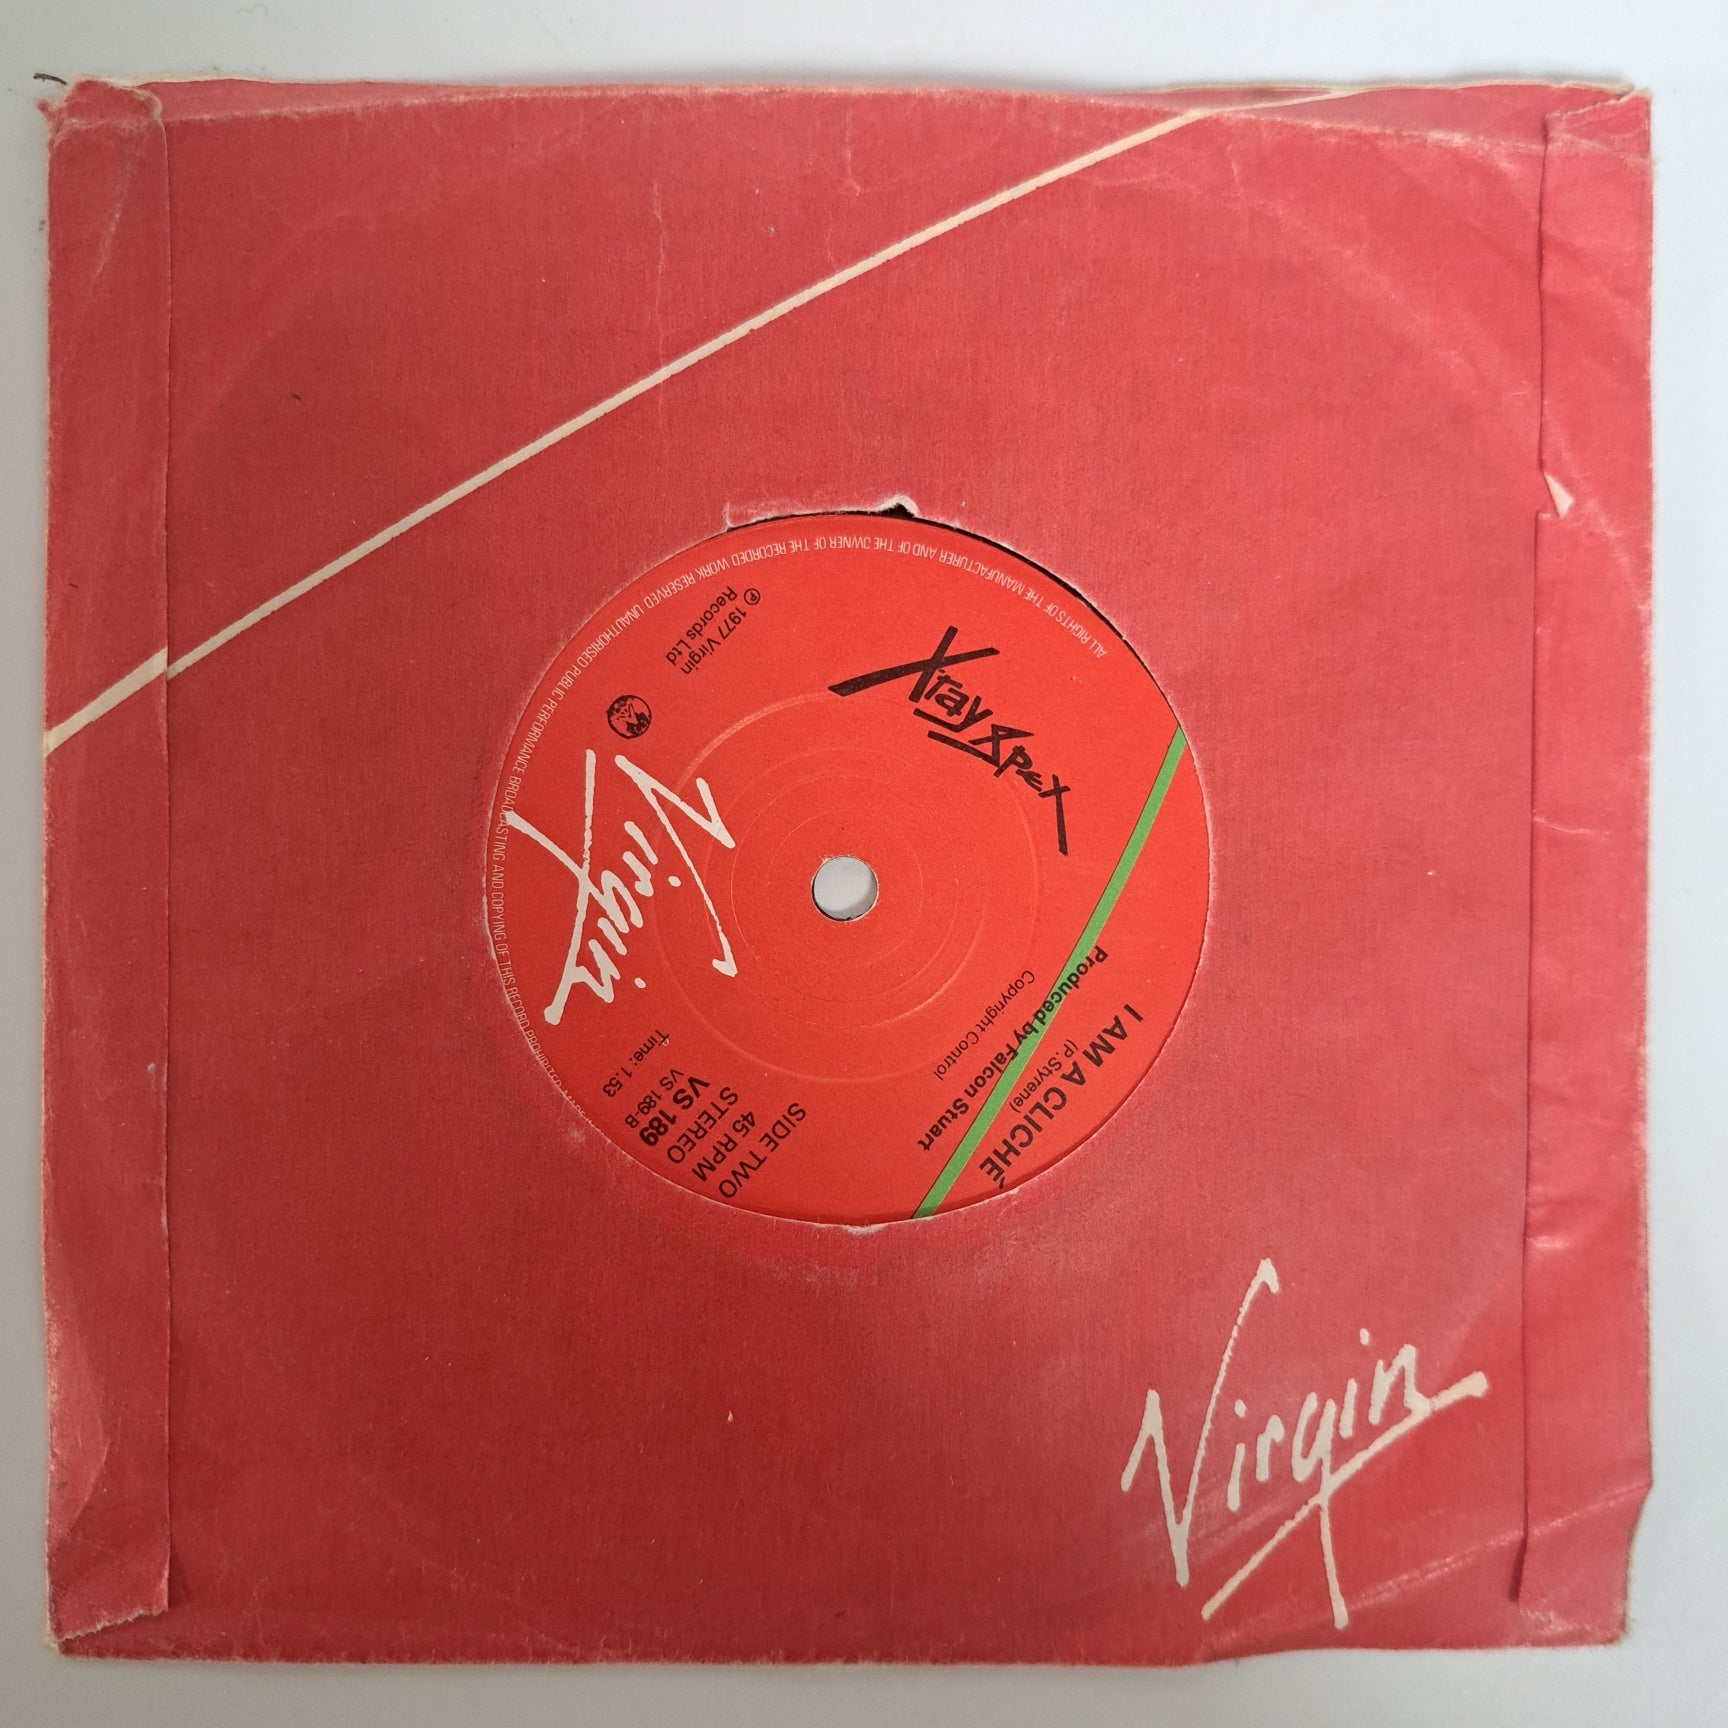 ALL RIGHTS OF THE MANUFACTURER AND OF THE OWNER OF THE RECORDED WORK RESERVED UNAUTHORISED PUBLIC PERFORMANCE BROADCASTING AND COPYING OF THIS RECORD PROHIBITED
X-ray Spex
℗ 1977 Virgin
Records Ltd
Virgin
I AM A CLICHÉ
(P.Styrene)
Produced by Falcon Stuart
Copyright Control
SIDE TWO
45 RPM
STEREO
VS 189
VS 189-B
Time: 1.53
Virgin